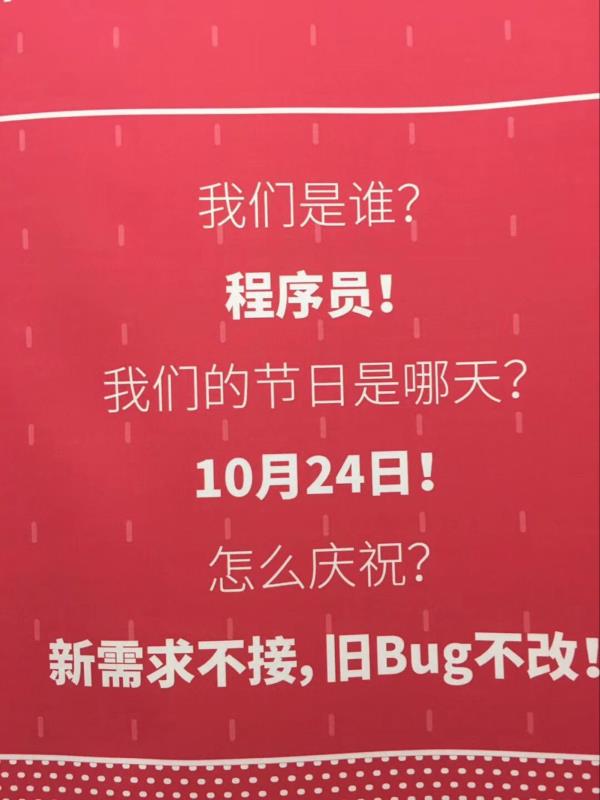 我们是谁？
程序员！
我们的节日是哪天？
10月24日！
怎么庆祝？
新需求不接，旧Bug不改！